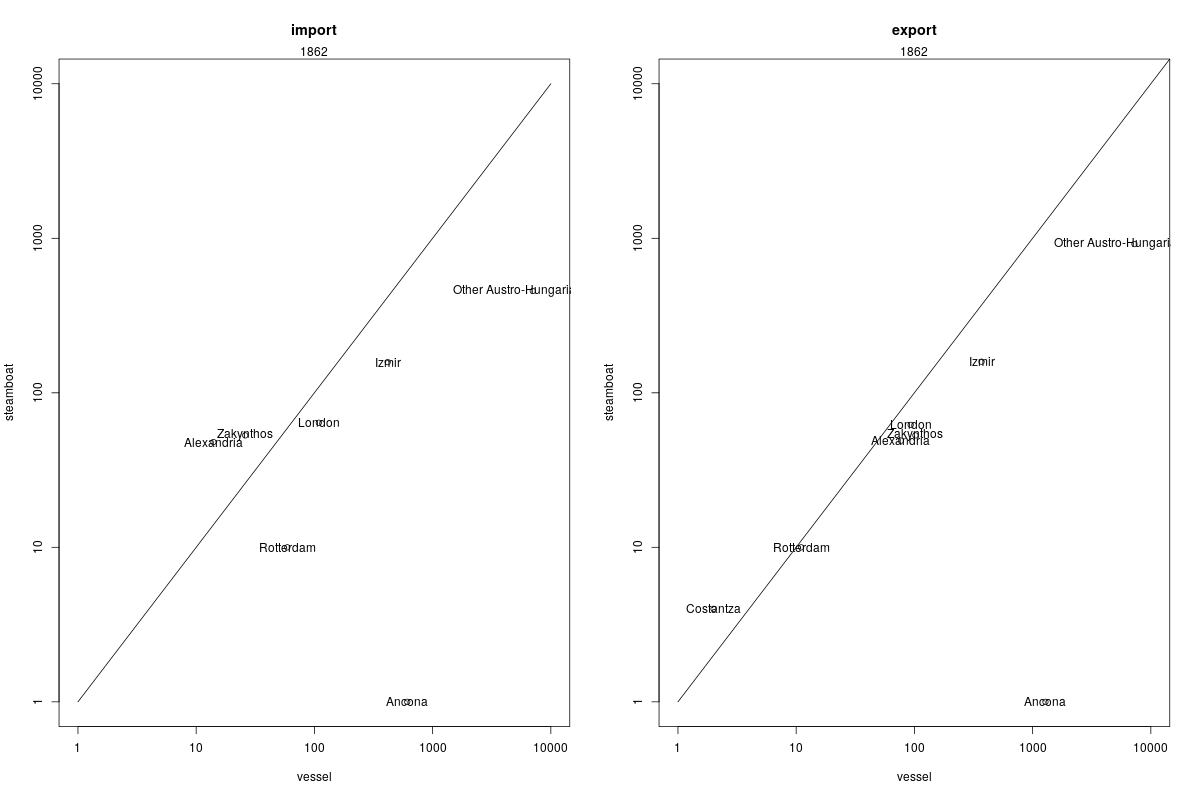 import
1862
10000
1000
100
10
1
steamboat
Other Austro-Hungari
Izmir
London
Zakynthos
Alexandria
Rotterdam
Ancona
1 10 100 1000 10000
vessel
export
1862
10000
1000
100
10
1
steamboat
Other Austro-Hungari
Izmir
London
Zakynthos
Alexandria
Rotterdam
Costantza
Ancona
1 10 100 1000 10000
vessel